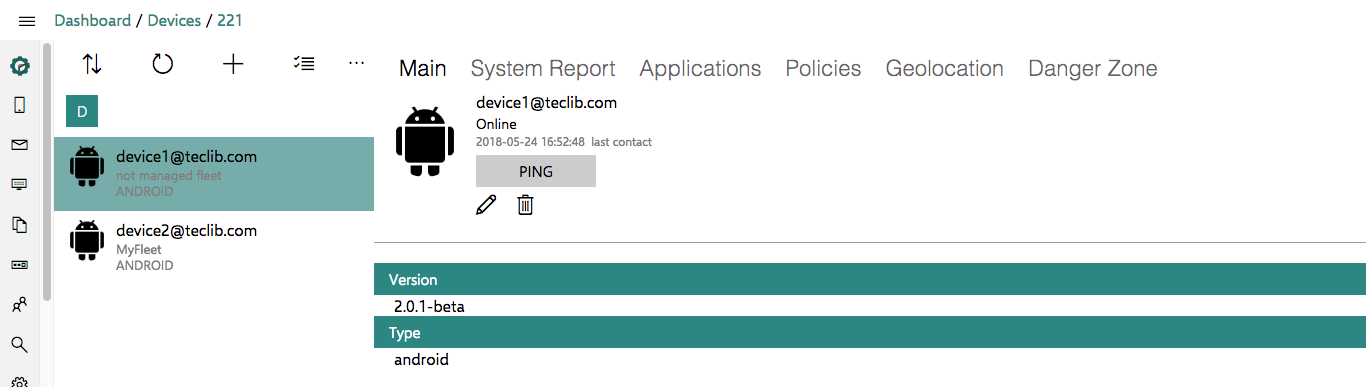 Dashboard / Devices / 221
Main System Report Applications Policies Geolocation Danger Zone
D
device1@teclib.com
not managed fleet
ANDROID
device2@teclib.com
MyFleet
ANDROID
device1@teclib.com
Online
2018-05-24 16:52:48 last contact
PING
Version
2.0.1-beta
Type
android